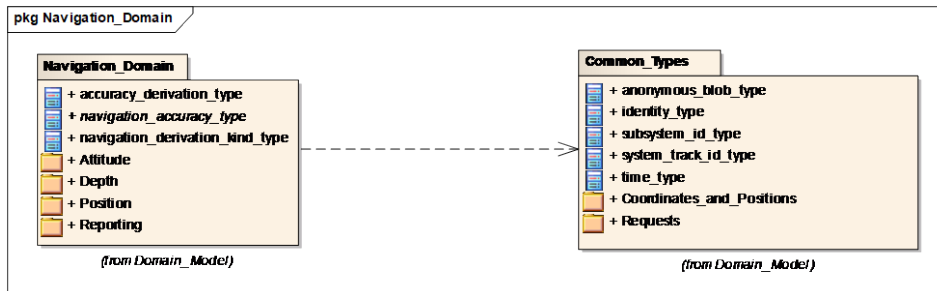 pkg Navigation_Domain
Navigation_Domain
+ accuracy_derivation_type
+ navigation_accuracy_type
+ navigation_derivation_kind_type
+ Attitude
+ Depth
+ Position
+ Reporting
(from Domain_Model)
Common_Types
+ anonymous_blob_type
+ identity_type
+ subsystem_id_type
+ system_track_id_type
+ time_type
+ Coordinates_and_Positions
+ Requests
(from Domain_Model)